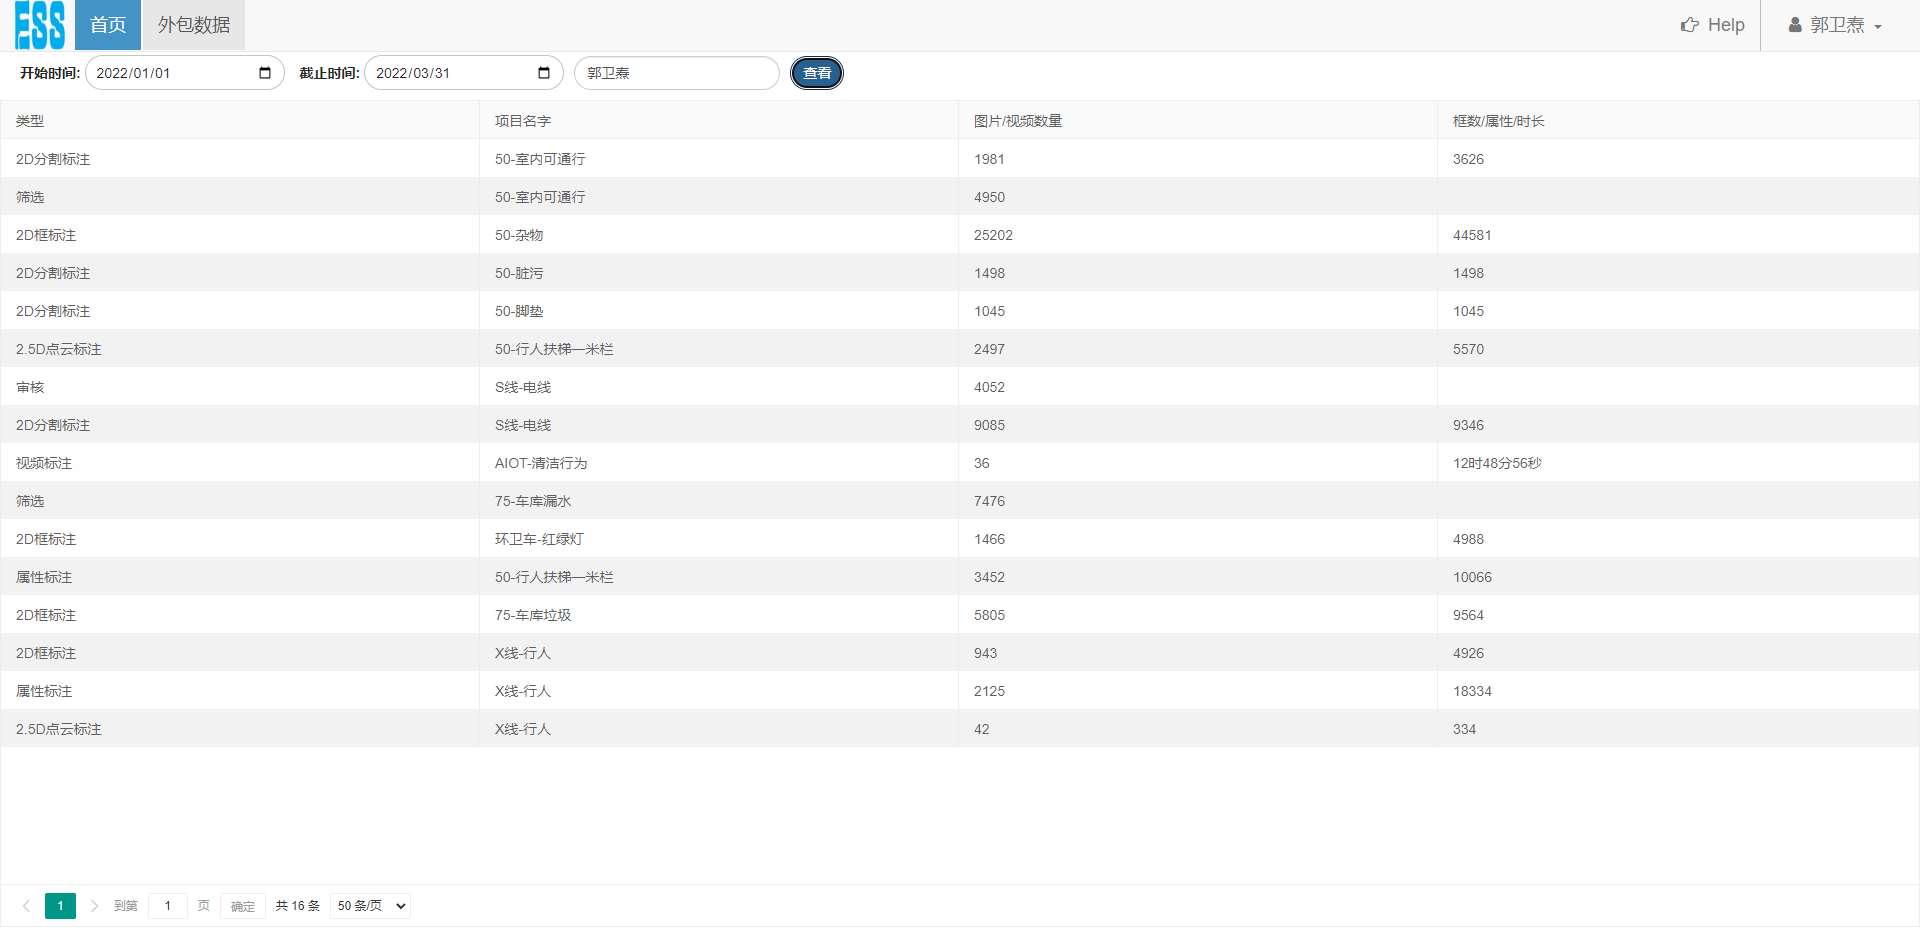 ESS 首页 外包数据 Help 郭卫焘
开始时间: 2022/01/01 截止时间: 2022/03/31 郭卫焘 查看
类型 项目名字 图片/视频数量 框数/属性/时长
2D分割标注 50-室内可通行 1981 3626
筛选 50-室内可通行 4950
2D框标注 50-杂物 25202 44581
2D分割标注 50-脏污 1498 1498
2D分割标注 50-脚垫 1045 1045
2.5D点云标注 50-行人扶梯—米栏 2497 5570
审核 S线-电线 4052
2D分割标注 S线-电线 9085 9346
视频标注 AIOT-清洁行为 36 12时48分56秒
筛选 75-车库漏水 7476
2D框标注 环卫车-红绿灯 1466 4988
属性标注 50-行人扶梯—米栏 3452 10066
2D框标注 75-车库垃圾 5805 9564
2D框标注 X线-行人 943 4926
属性标注 X线-行人 2125 18334
2.5D点云标注 X线-行人 42 334
1 到第 1 页 确定 共 16 条 50 条/页